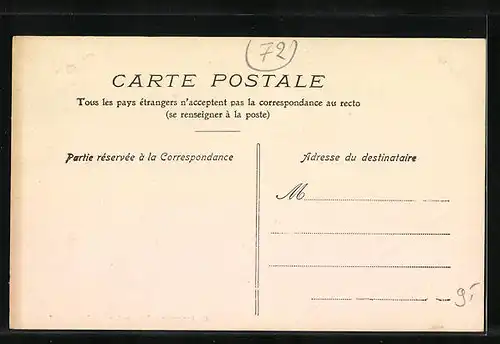 72
CARTE POSTALE
Tous les pays étrangers n'acceptent pas la correspondance au recto
(se renseigner à la poste)
Partie réservée à la Correspondance
Adresse du destinataire
M